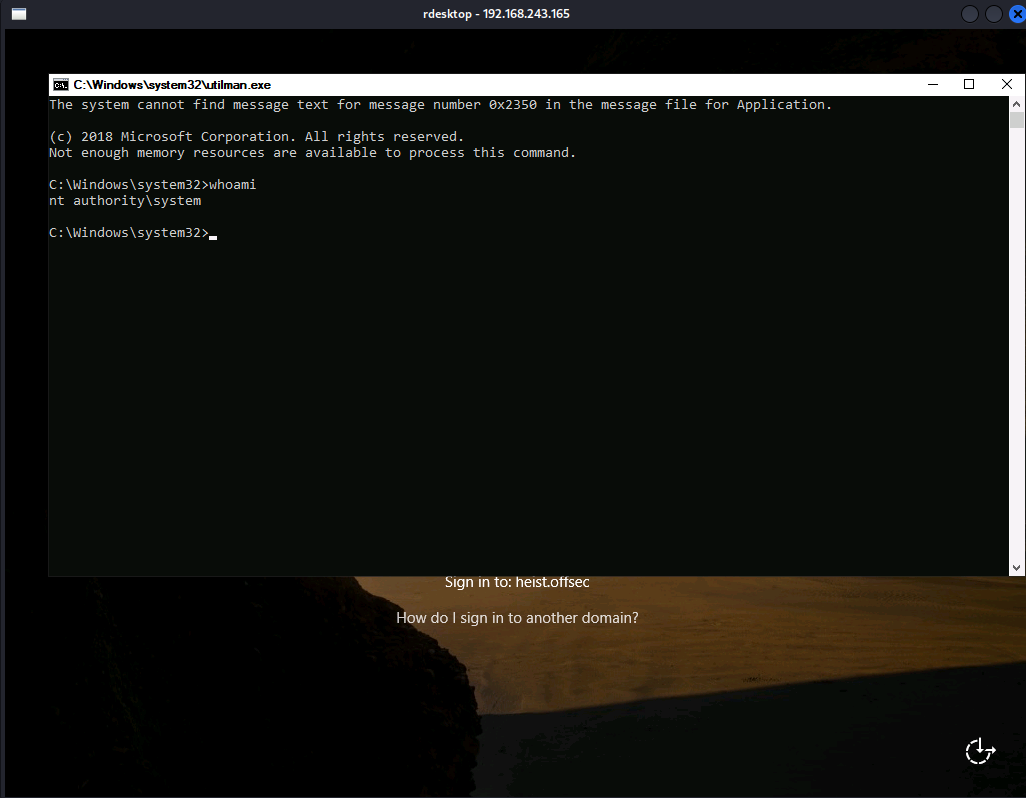 rdesktop - 192.168.243.165
C:\Windows\system32\utilman.exe
The system cannot find message text for message number 0x2350 in the message file for Application.
(c) 2018 Microsoft Corporation. All rights reserved.
Not enough memory resources are available to process this command.
C:\Windows\system32>whoami
nt authority\system
C:\Windows\system32>
Sign in to: heist.offsec
How do I sign in to another domain?